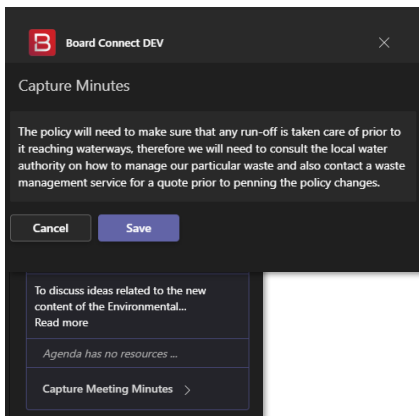 B Board Connect DEV
Capture Minutes
The policy will need to make sure that any run-off is taken care of prior to
it reaching waterways, therefore we will need to consult the local water
authority on how to manage our particular waste and also contact a waste
management service for a quote prior to penning the policy changes.
Cancel Save
To discuss ideas related to the new
content of the Environmental...
Read more
Agenda has no resources ...
Capture Meeting Minutes